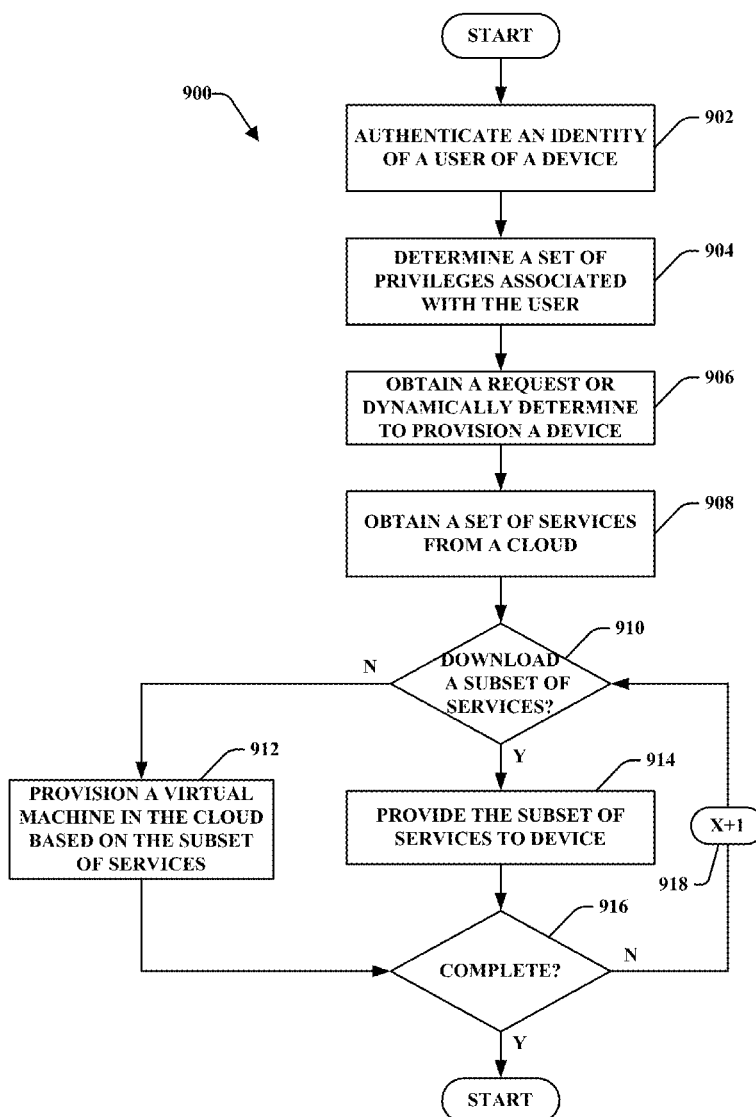 START
900
902
AUTHENTICATE AN IDENTITY
OF A USER OF A DEVICE
904
DETERMINE A SET OF
PRIVILEGES ASSOCIATED
WITH THE USER
906
OBTAIN A REQUEST OR
DYNAMICALLY DETERMINE
TO PROVISION A DEVICE
908
OBTAIN A SET OF SERVICES
FROM A CLOUD
910
DOWNLOAD
A SUBSET OF
SERVICES?
N
Y
912
PROVISION A VIRTUAL
MACHINE IN THE CLOUD
BASED ON THE SUBSET
OF SERVICES
914
PROVIDE THE SUBSET OF
SERVICES TO DEVICE
X+1
918
916
COMPLETE?
N
Y
START